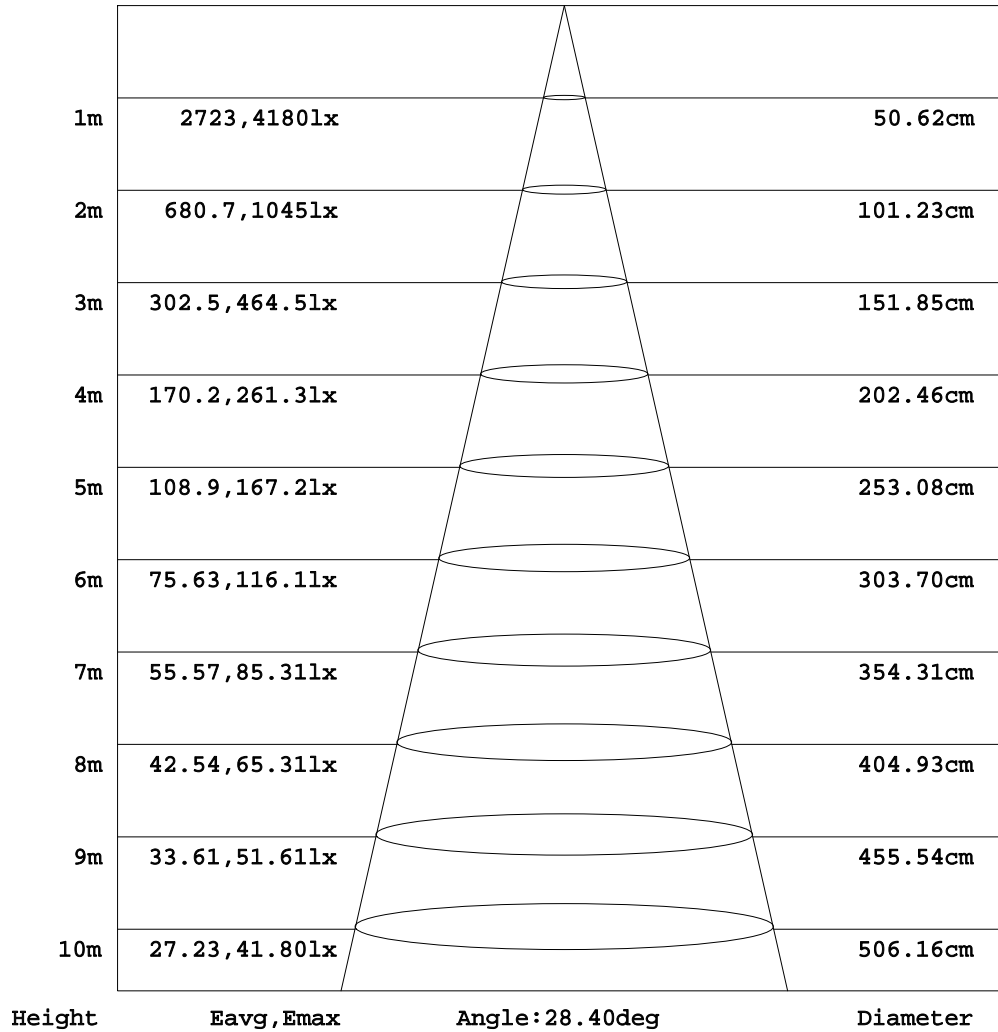 1m 2723,4180lx 50.62cm
2m 680.7,1045lx 101.23cm
3m 302.5,464.5lx 151.85cm
4m 170.2,261.3lx 202.46cm
5m 108.9,167.2lx 253.08cm
6m 75.63,116.1lx 303.70cm
7m 55.57,85.31lx 354.31cm
8m 42.54,65.31lx 404.93cm
9m 33.61,51.61lx 455.54cm
10m 27.23,41.80lx 506.16cm
Height Eavg,Emax Angle:28.40deg Diameter